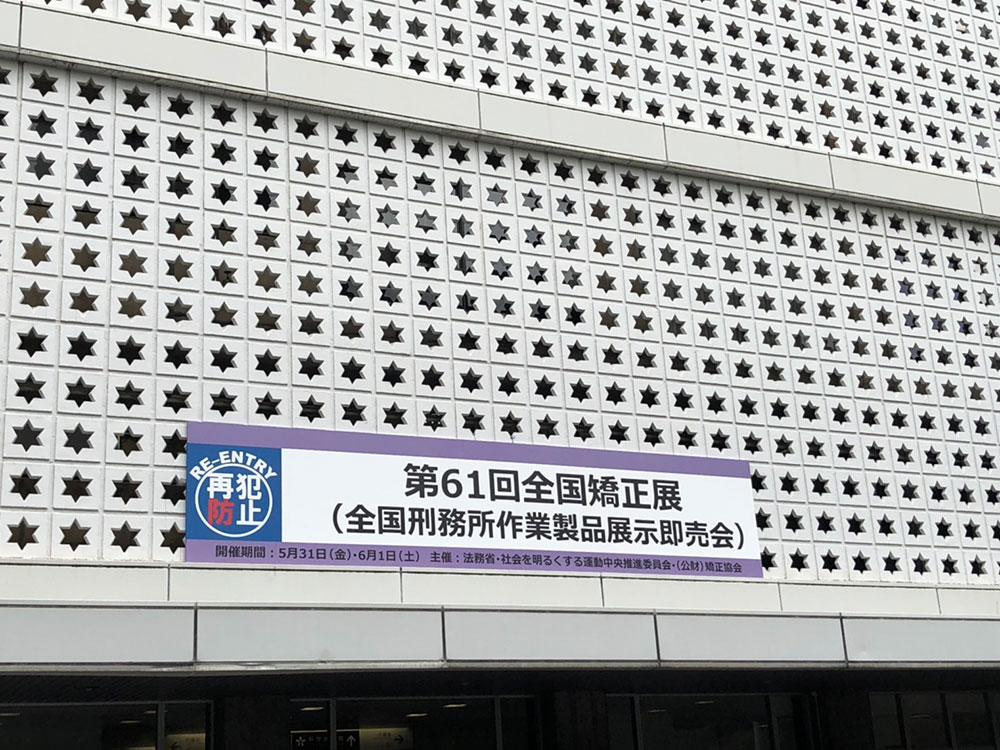 RE-ENTRY
再犯
防止
第61回全国矯正展
（全国刑務所作業製品展示即売会）
開催期間：5月31日（金）・6月1日（土） 主催：法務省・社会を明るくする運動中央推進委員会・（公財）矯正協会